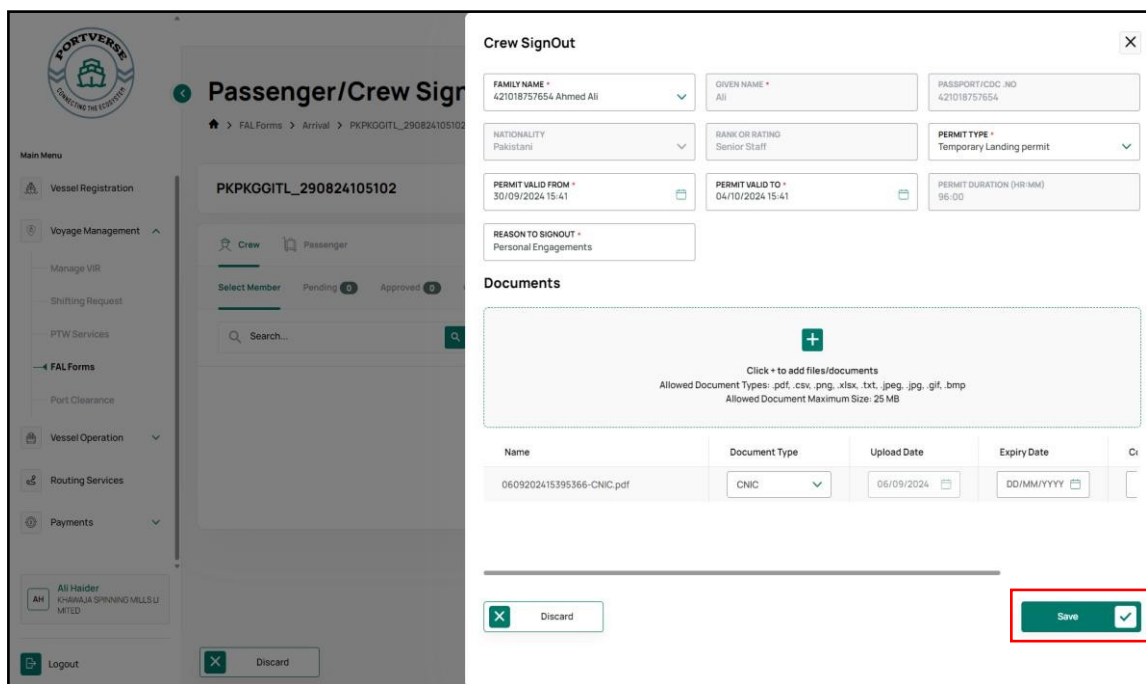 PORTVERSE
CONNECTING THE ECOSYSTEM
Main Menu
Vessel Registration
Voyage Management
Manage VIR
Shifting Request
PTW Services
FAL Forms
Port Clearance
Vessel Operation
Routing Services
Payments
AH
Ali Haider
KHAWAJA SPINNING MILLS LI
MITED
Logout
Passenger/Crew Sign
> FAL Forms > Arrival > PKPKGGITL_290824105102
PKPKGGITL_290824105102
Crew Passenger
Select Member Pending 0 Approved 0
Search...
Discard
Crew SignOut
FAMILY NAME *
421018757654 Ahmed Ali
GIVEN NAME *
Ali
PASSPORT/CDC .NO
421018757654
NATIONALITY
Pakistani
RANK OR RATING
Senior Staff
PERMIT TYPE *
Temporary Landing permit
PERMIT VALID FROM *
30/09/2024 15:41
PERMIT VALID TO *
04/10/2024 15:41
PERMIT DURATION (HR:MM)
96:00
REASON TO SIGNOUT *
Personal Engagements
Documents
Click + to add files/documents
Allowed Document Types: .pdf, .csv, .png, .xlsx, .txt, .jpeg, .jpg, .gif, .bmp
Allowed Document Maximum Size: 25 MB
Name Document Type Upload Date Expiry Date
0609202415395366-CNIC.pdf CNIC 06/09/2024 DD/MM/YYYY
Discard
Save